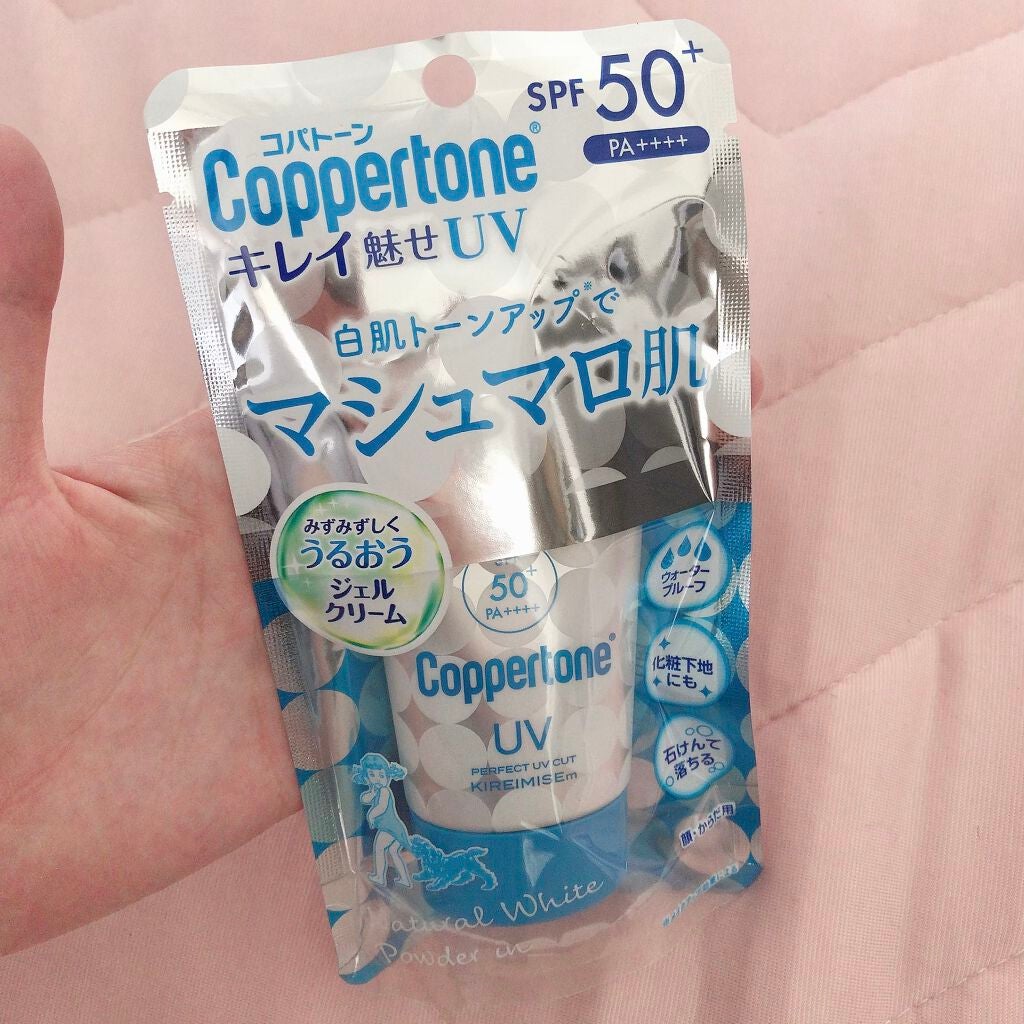 SPF 50+
PA++++
コパトーン
Coppertone®
キレイ魅せUV
白肌トーンアップ※で
マシュマロ肌
みずみずしく
うるおう
ジェル
クリーム
50+
PA++++
Coppertone®
UV
PERFECT UV CUT
KIREIMISEm
ウォーター
プルーフ
化粧下地
にも
石けんで
落ちる
顔・からだ用
Natural White
Powder in